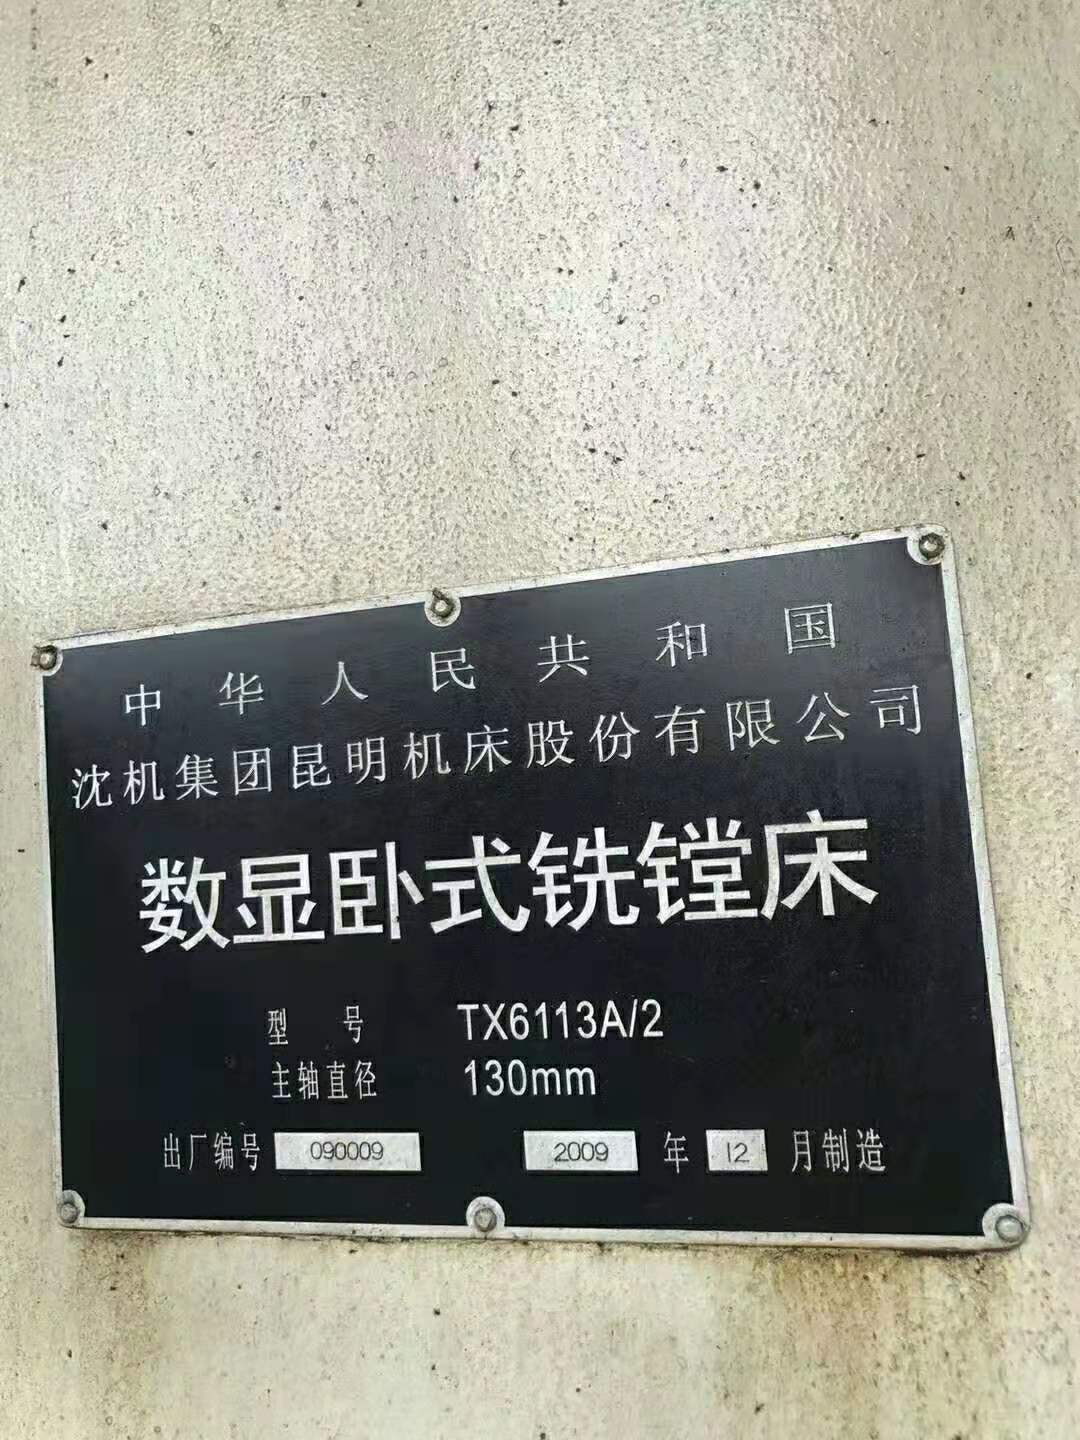 中华人民共和国
沈机集团昆明机床股份有限公司
数显卧式铣镗床
型号 TX6113A/2
主轴直径 130mm
出厂编号 090009 2009 年 12 月制造